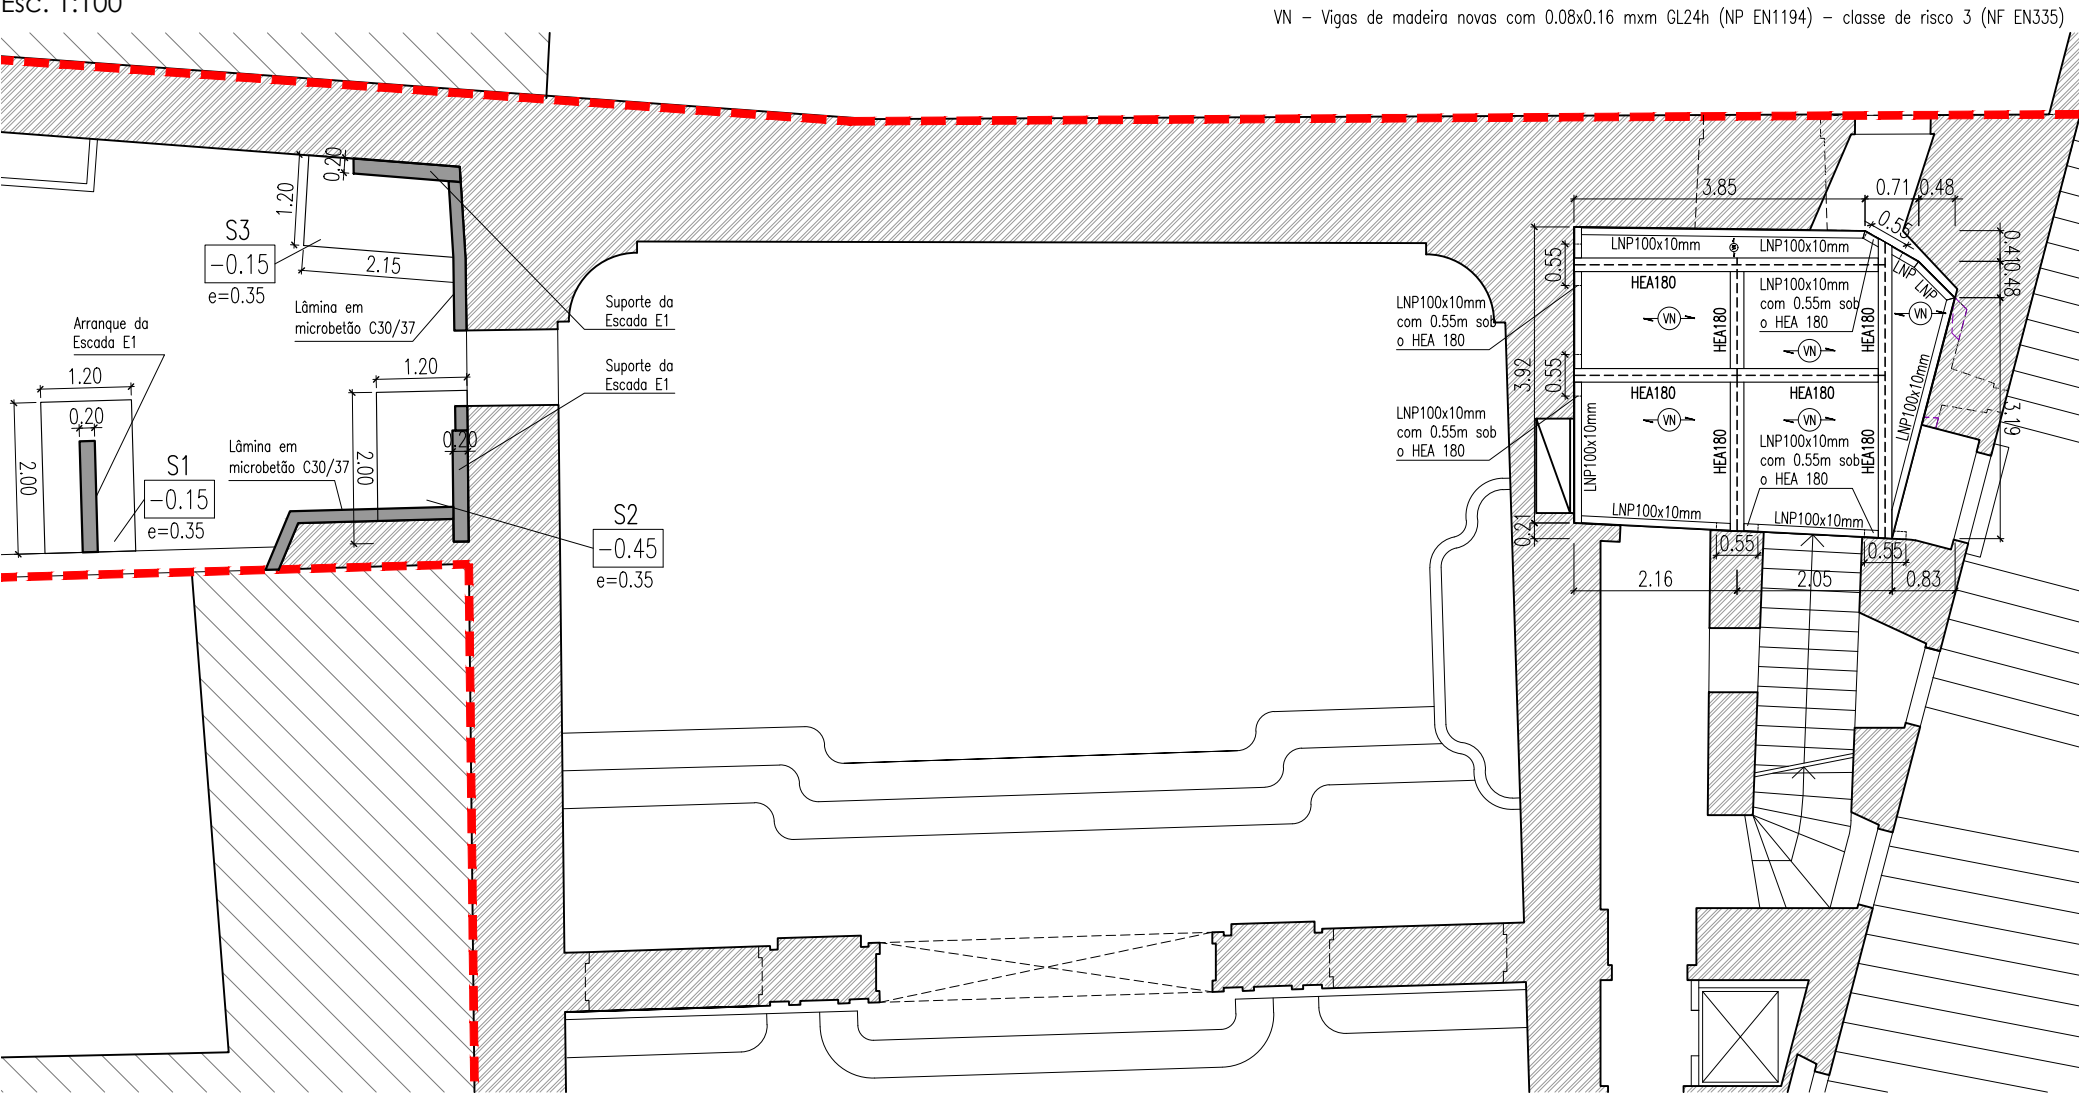 Esc. 1:100
VN - Vigas de madeira novas com 0.08x0.16 mxm GL24h (NP EN1194) - classe de risco 3 (NF EN335)
0.20
1.20
S3
-0.15
e=0.35
2.15
Lâmina em
microbetão C30/37
Suporte da
Escada E1
Arranque da
Escada E1
1.20
0.20
2.00
S1
-0.15
e=0.35
Lâmina em
microbetão C30/37
1.20
2.00
0.20
Suporte da
Escada E1
S2
-0.45
e=0.35
3.85
0.71
0.48
0.55
0.41
0.48
3.19
3.92
0.55
0.55
0.21
LNP100x10mm
LNP100x10mm
LNP
LNP
HEA180
LNP100x10mm
com 0.55m sob
o HEA 180
LNP100x10mm
com 0.55m sob
o HEA 180
VN
HEA180
HEA180
VN
VN
LNP100x10mm
com 0.55m sob
o HEA 180
HEA180
HEA180
VN
VN
LNP100x10mm
HEA180
LNP100x10mm
com 0.55m sob
o HEA 180
HEA180
LNP100x10mm
LNP100x10mm
LNP100x10mm
0.55
0.55
2.16
2.05
0.83